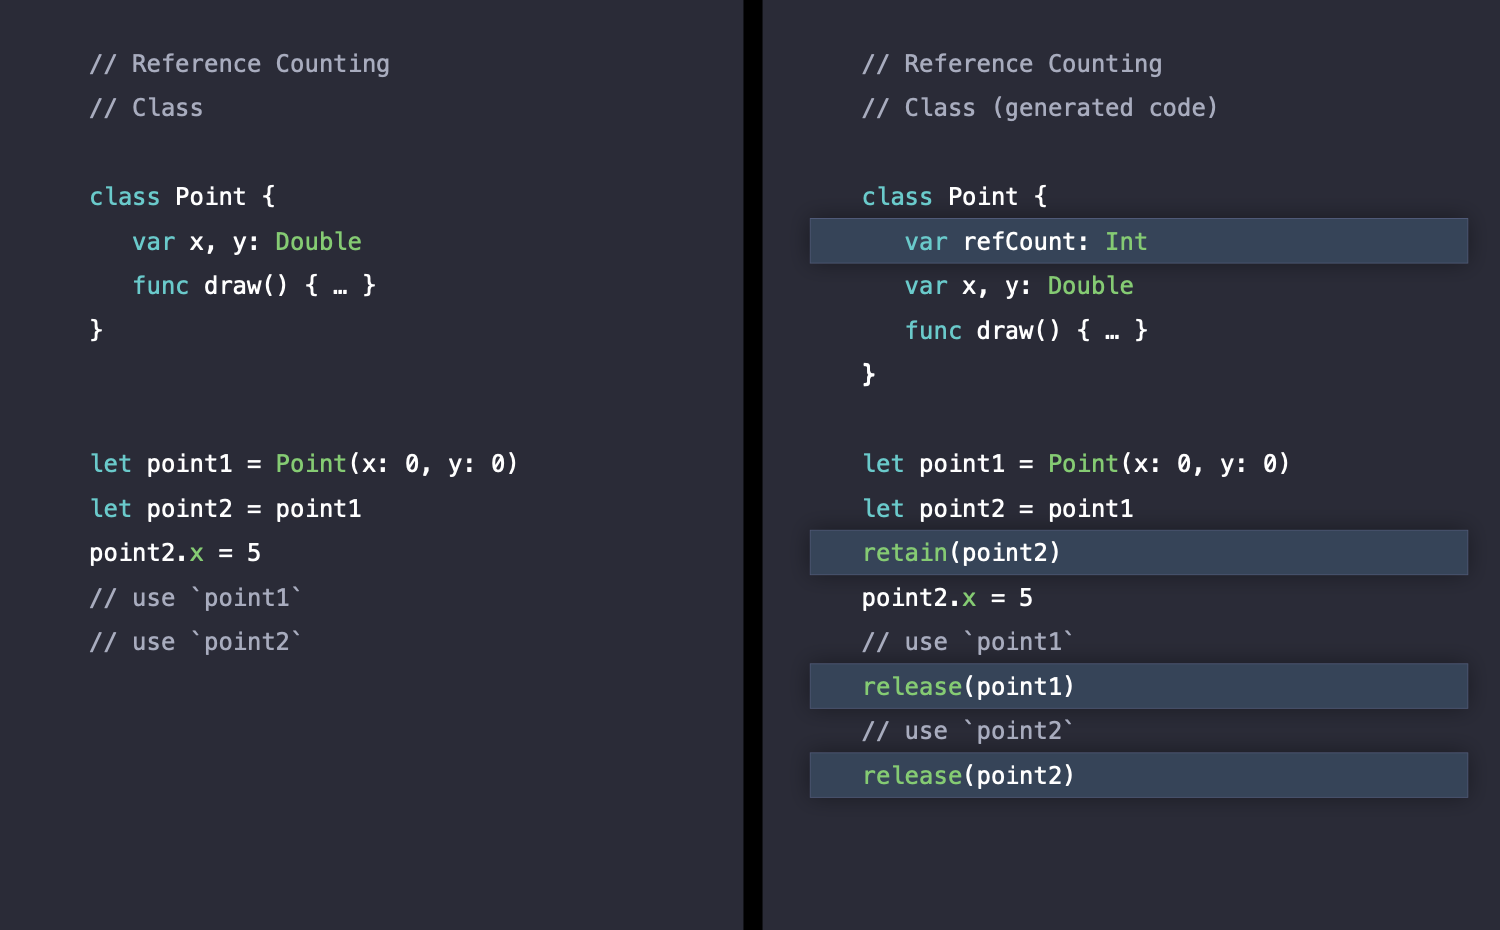 // Reference Counting
// Class
class Point {
var x, y: Double
func draw() { … }
}
let point1 = Point(x: 0, y: 0)
let point2 = point1
point2.x = 5
// use `point1`
// use `point2`
// Reference Counting
// Class (generated code)
class Point {
var refCount: Int
var x, y: Double
func draw() { … }
}
let point1 = Point(x: 0, y: 0)
let point2 = point1
retain(point2)
point2.x = 5
// use `point1`
release(point1)
// use `point2`
release(point2)